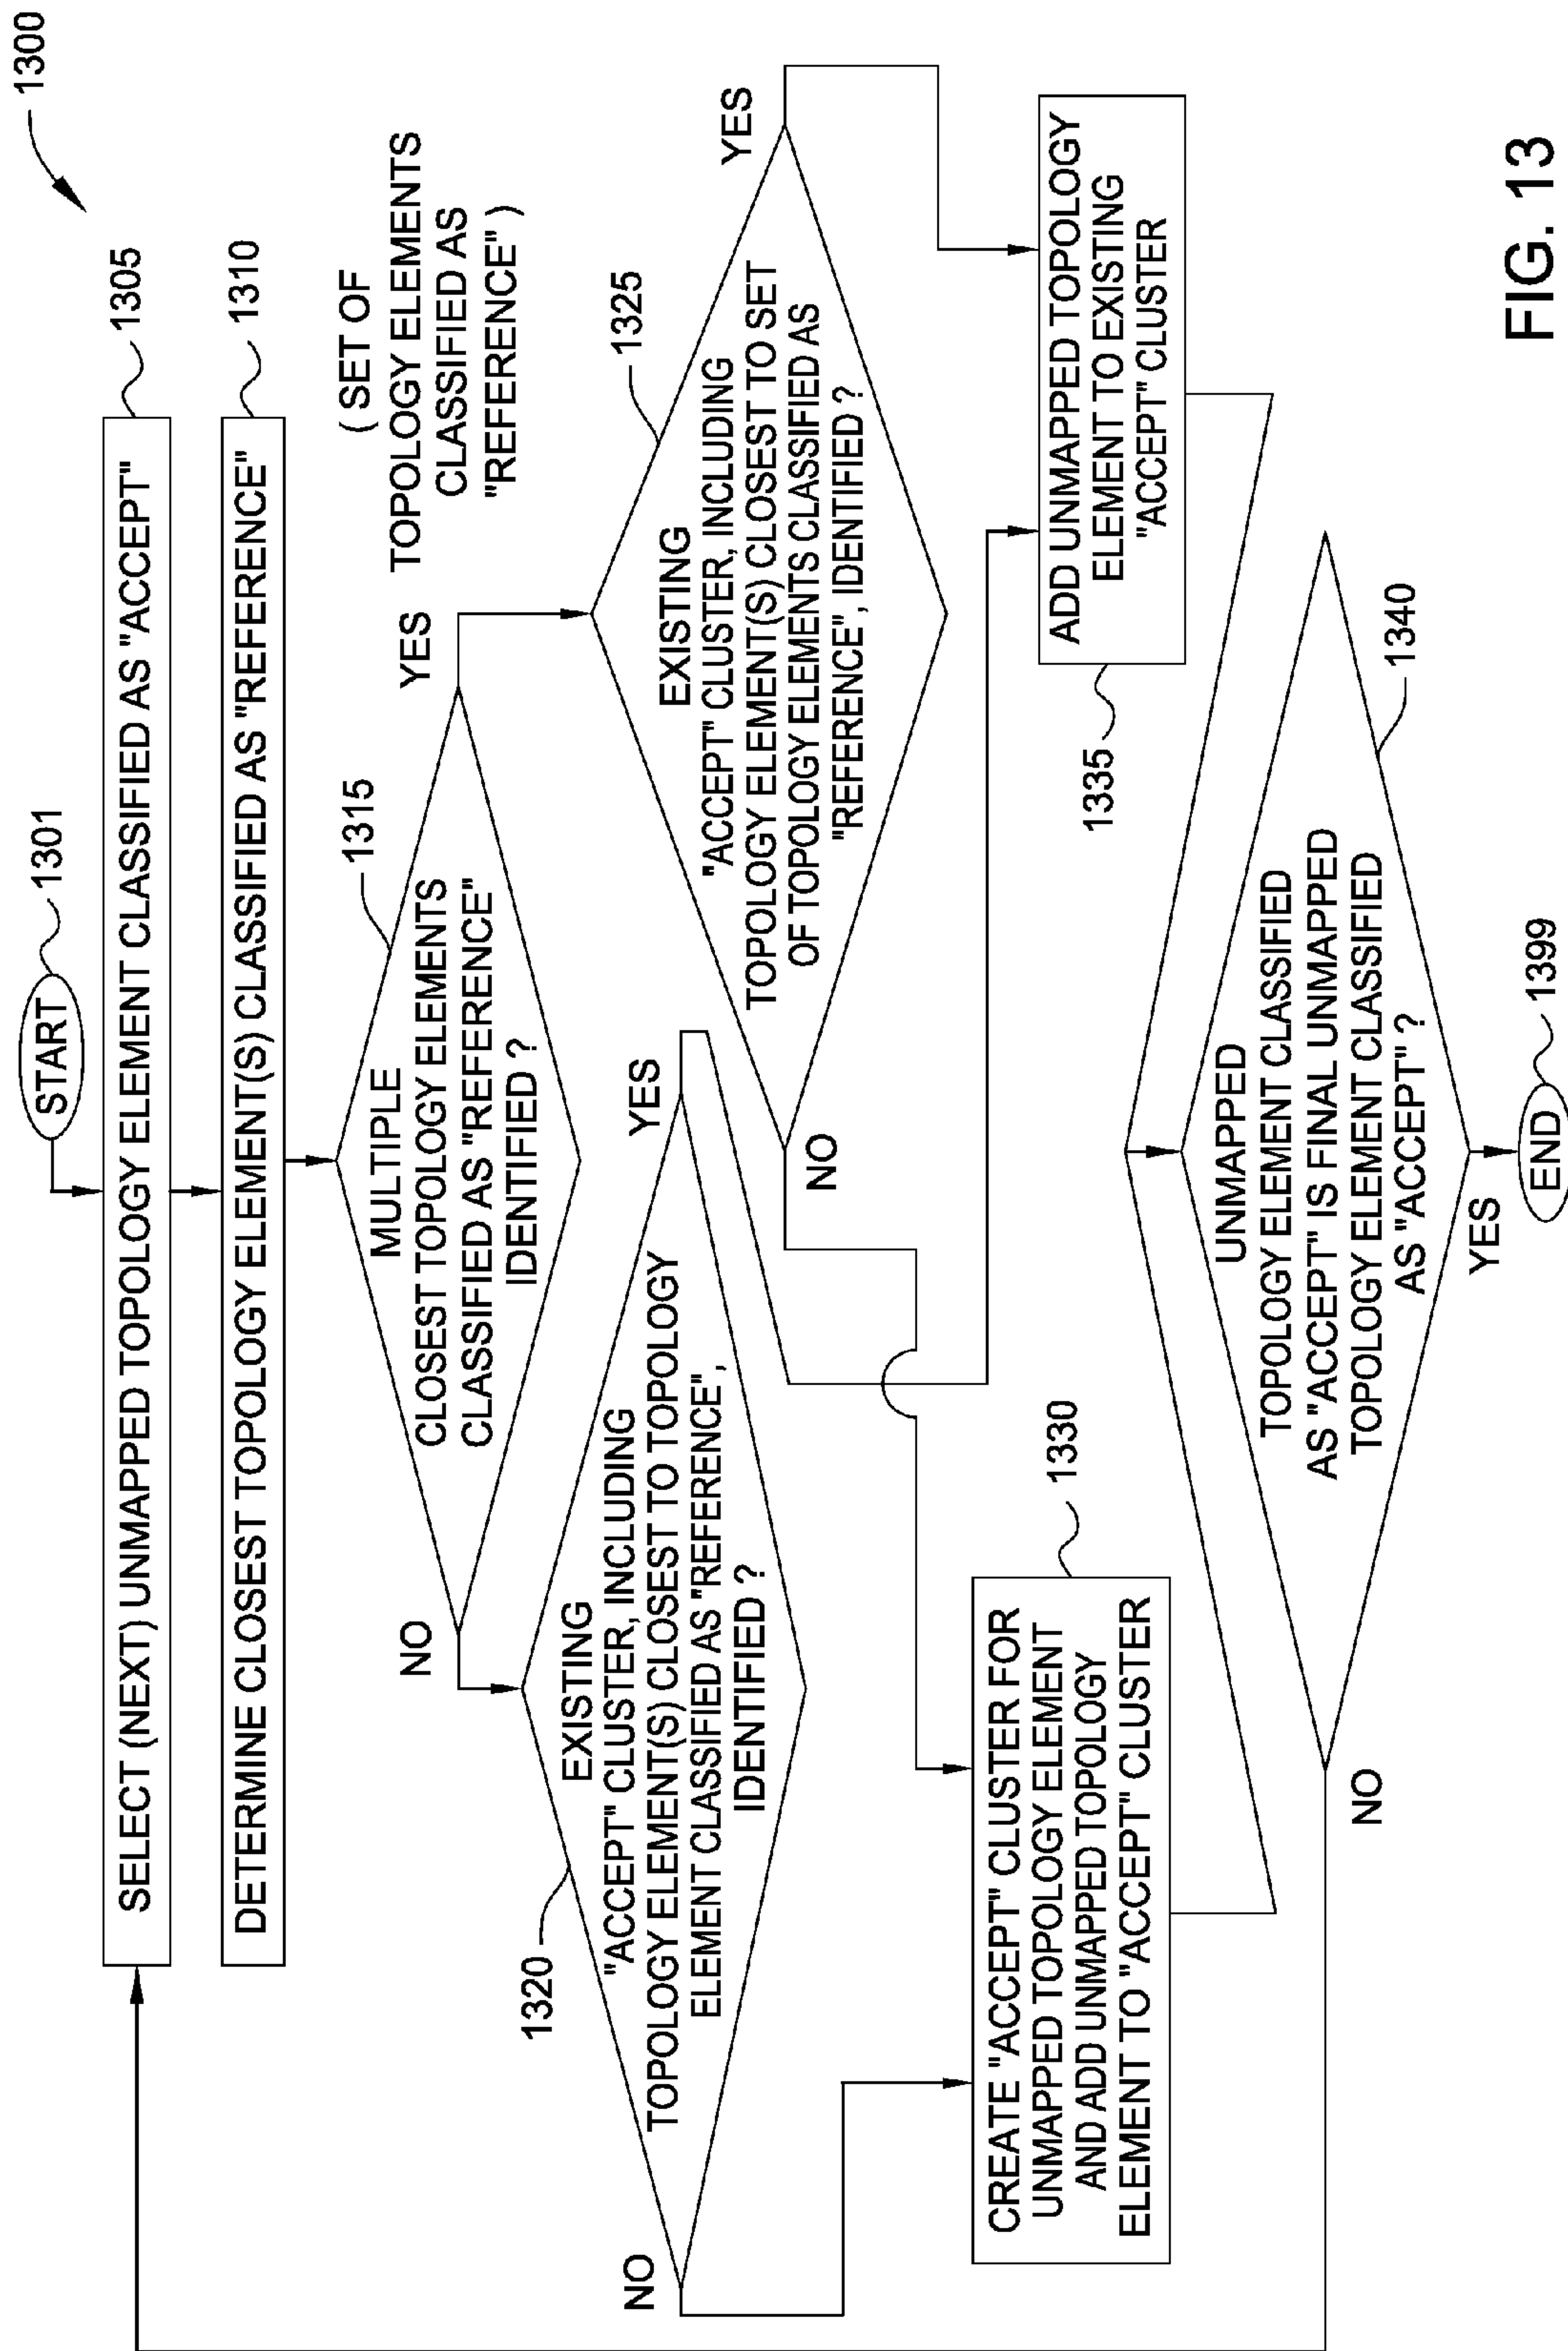 1300
START
1301
SELECT (NEXT) UNMAPPED TOPOLOGY ELEMENT CLASSIFIED AS "ACCEPT"
1305
DETERMINE CLOSEST TOPOLOGY ELEMENT(S) CLASSIFIED AS "REFERENCE"
1310
MULTIPLE
CLOSEST TOPOLOGY ELEMENTS
CLASSIFIED AS "REFERENCE"
IDENTIFIED ?
1315
NO
YES
( SET OF
TOPOLOGY ELEMENTS
CLASSIFIED AS
"REFERENCE" )
1320
EXISTING
"ACCEPT" CLUSTER, INCLUDING
TOPOLOGY ELEMENT(S) CLOSEST TO TOPOLOGY
ELEMENT CLASSIFIED AS "REFERENCE",
IDENTIFIED ?
NO
YES
1325
EXISTING
"ACCEPT" CLUSTER, INCLUDING
TOPOLOGY ELEMENT(S) CLOSEST TO SET
OF TOPOLOGY ELEMENTS CLASSIFIED AS
"REFERENCE", IDENTIFIED ?
NO
YES
CREATE "ACCEPT" CLUSTER FOR
UNMAPPED TOPOLOGY ELEMENT
AND ADD UNMAPPED TOPOLOGY
ELEMENT TO "ACCEPT" CLUSTER
1330
1335
ADD UNMAPPED TOPOLOGY
ELEMENT TO EXISTING
"ACCEPT" CLUSTER
UNMAPPED
TOPOLOGY ELEMENT CLASSIFIED
AS "ACCEPT" IS FINAL UNMAPPED
TOPOLOGY ELEMENT CLASSIFIED
AS "ACCEPT" ?
1340
NO
YES
END
1399
FIG. 13